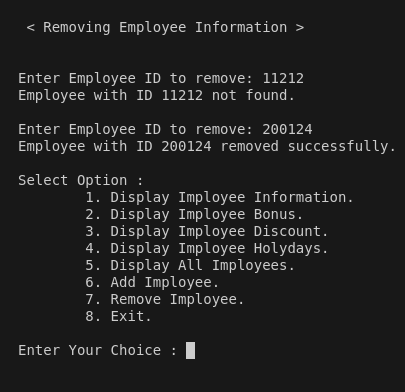 < Removing Employee Information >
Enter Employee ID to remove: 11212
Employee with ID 11212 not found.
Enter Employee ID to remove: 200124
Employee with ID 200124 removed successfully.
Select Option :
1. Display Imployee Information.
2. Display Imployee Bonus.
3. Display Imployee Discount.
4. Display Imployee Holydays.
5. Display All Imployees.
6. Add Imployee.
7. Remove Imployee.
8. Exit.
Enter Your Choice :